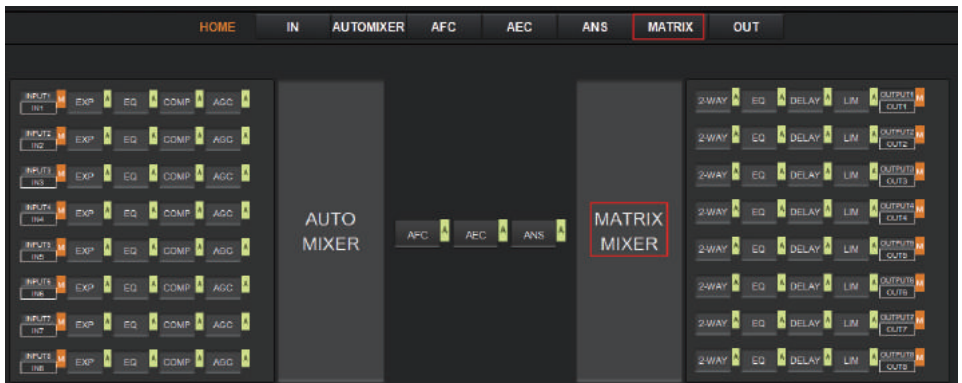 HOME IN AUTOMIXER AFC AEC ANS MATRIX OUT
INPUT1 M EXP A EQ A COMP A AGC A
IN1
INPUT2 M EXP A EQ A COMP A AGC A
IN2
INPUT3 M EXP A EQ A COMP A AGC A
IN3
INPUT4 M EXP A EQ A COMP A AGC A
IN4
INPUT5 M EXP A EQ A COMP A AGC A
IN5
INPUT6 M EXP A EQ A COMP A AGC A
IN6
INPUT7 M EXP A EQ A COMP A AGC A
IN7
INPUT8 M EXP A EQ A COMP A AGC A
IN8
AUTO
MIXER
AFC A AEC A ANS A
MATRIX
MIXER
2-WAY A EQ A DELAY A LIM A OUTPUT1 M
OUT1
2-WAY A EQ A DELAY A LIM A OUTPUT2 M
OUT2
2-WAY A EQ A DELAY A LIM A OUTPUT3 M
OUT3
2-WAY A EQ A DELAY A LIM A OUTPUT4 M
OUT4
2-WAY A EQ A DELAY A LIM A OUTPUT5 M
OUT5
2-WAY A EQ A DELAY A LIM A OUTPUT6 M
OUT6
2-WAY A EQ A DELAY A LIM A OUTPUT7 M
OUT7
2-WAY A EQ A DELAY A LIM A OUTPUT8 M
OUT8